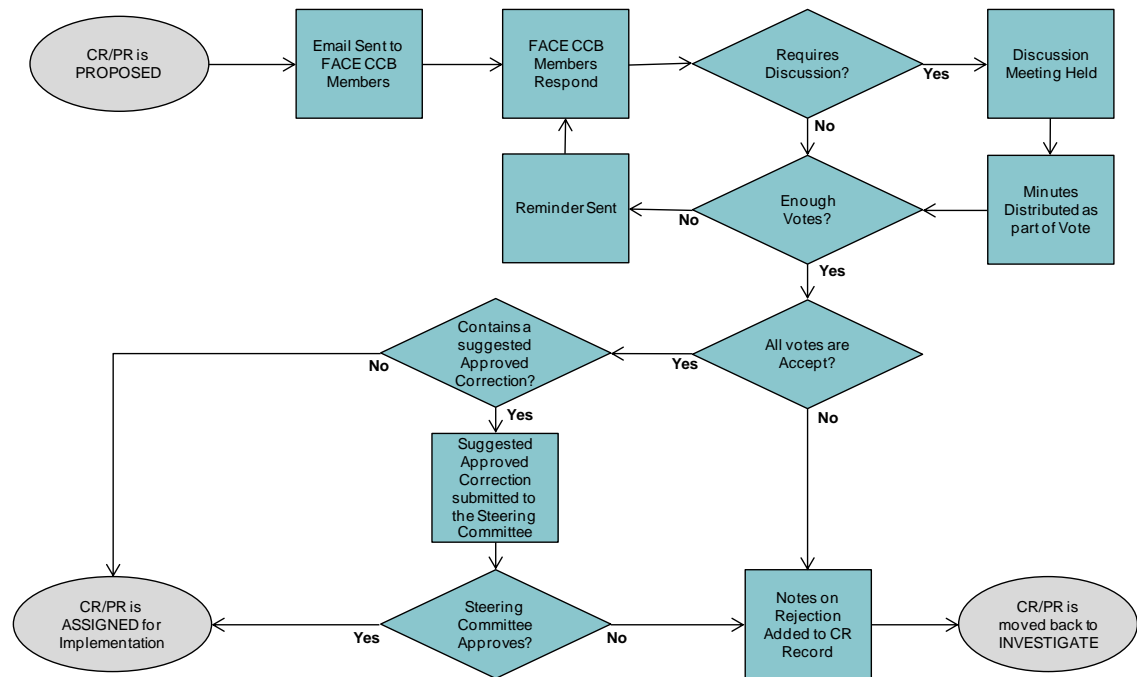 CR/PR is
PROPOSED
Email Sent to
FACE CCB
Members
FACE CCB
Members
Respond
Requires
Discussion?
Yes
Discussion
Meeting Held
No
Reminder Sent
No
Enough
Votes?
Minutes
Distributed as
part of Vote
Yes
Contains a
suggested
Approved
Correction?
No
Yes
All votes are
Accept?
Yes
No
Suggested
Approved
Correction
submitted to
the Steering
Committee
CR/PR is
ASSIGNED for
Implementation
Yes
Steering
Committee
Approves?
No
Notes on
Rejection
Added to CR
Record
CR/PR is
moved back to
INVESTIGATE